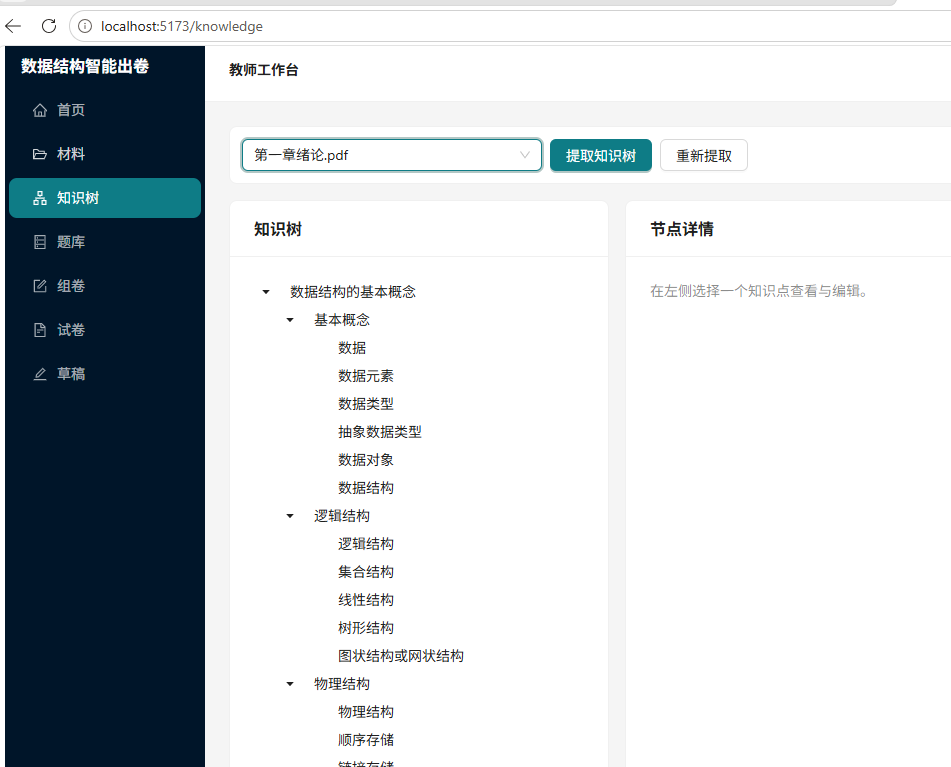 localhost:5173/knowledge
数据结构智能出卷
教师工作台
首页
材料
知识树
题库
组卷
试卷
草稿
第一章绪论.pdf
提取知识树
重新提取
知识树
节点详情
数据结构的基本概念
在左侧选择一个知识点查看与编辑。
基本概念
数据
数据元素
数据类型
抽象数据类型
数据对象
数据结构
逻辑结构
逻辑结构
集合结构
线性结构
树形结构
图状结构或网状结构
物理结构
物理结构
顺序存储
链接存储